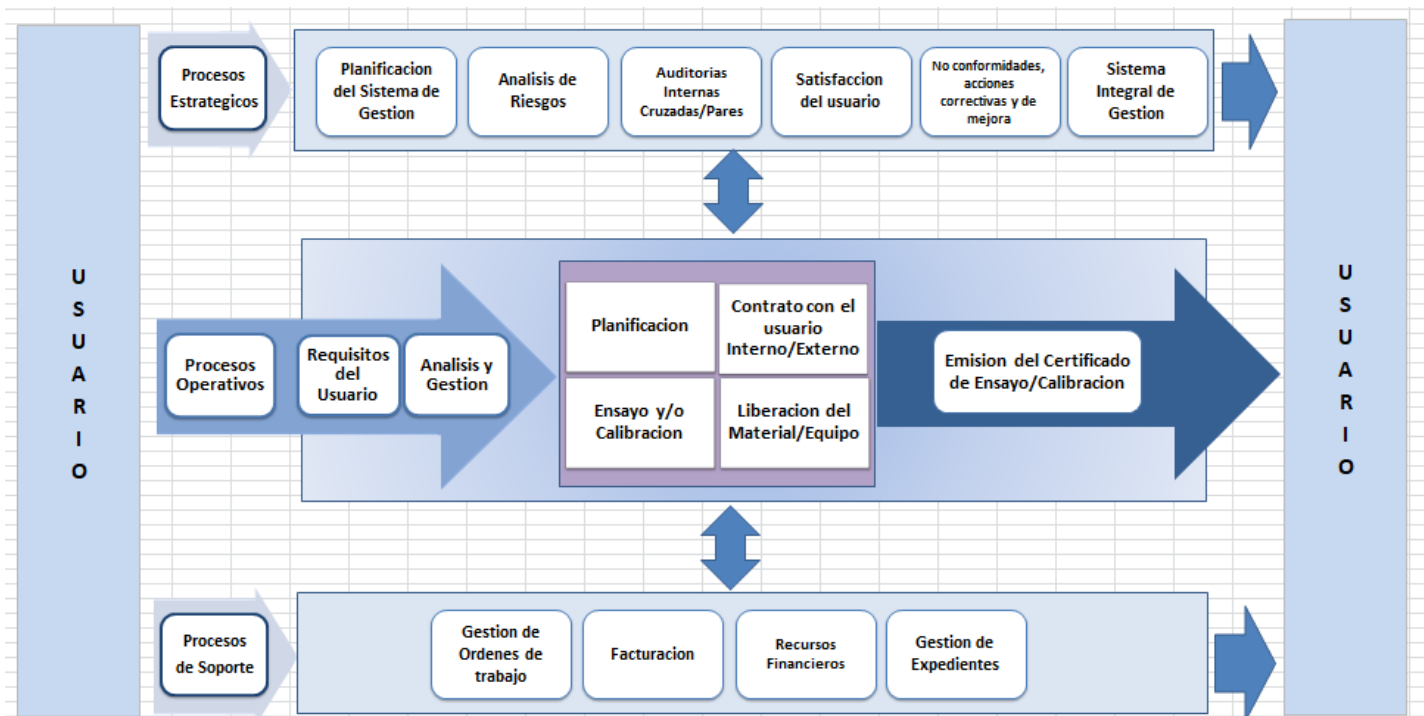 Procesos
Estrategicos
Planificacion
del Sistema de
Gestion
Analisis de
Riesgos
Auditorias
Internas
Cruzadas/Pares
Satisfaccion
del usuario
No conformidades,
acciones
correctivas y de
mejora
Sistema
Integral de
Gestion
U
S
U
A
R
I
O
Procesos
Operativos
Requisitos
del
Usuario
Analisis y
Gestion
Planificacion
Contrato con el
usuario
Interno/Externo
Ensayo y/o
Calibracion
Liberacion del
Material/Equipo
Emision del Certificado
de Ensayo/Calibracion
U
S
U
A
R
I
O
Procesos
de Soporte
Gestion de
Ordenes de
trabajo
Facturacion
Recursos
Financieros
Gestion de
Expedientes